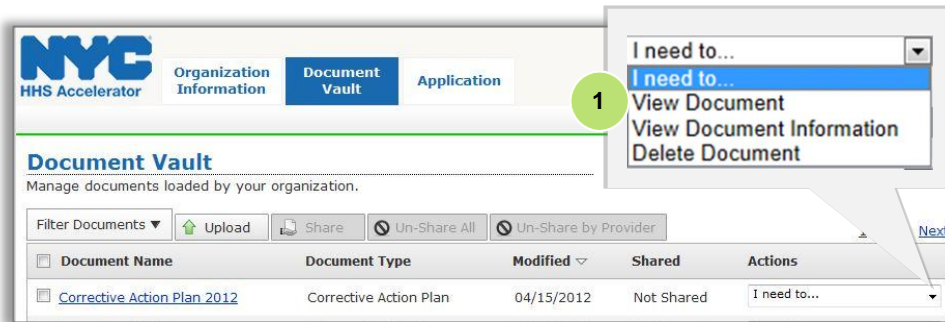 NYC
HHS Accelerator
Organization Information
Document Vault
Application
1
I need to...
I need to...
View Document
View Document Information
Delete Document
Document Vault
Manage documents loaded by your organization.
Filter Documents ▼ Upload Share Un-Share All Un-Share by Provider Next
Document Name Document Type Modified ▽ Shared Actions
Corrective Action Plan 2012 Corrective Action Plan 04/15/2012 Not Shared I need to...